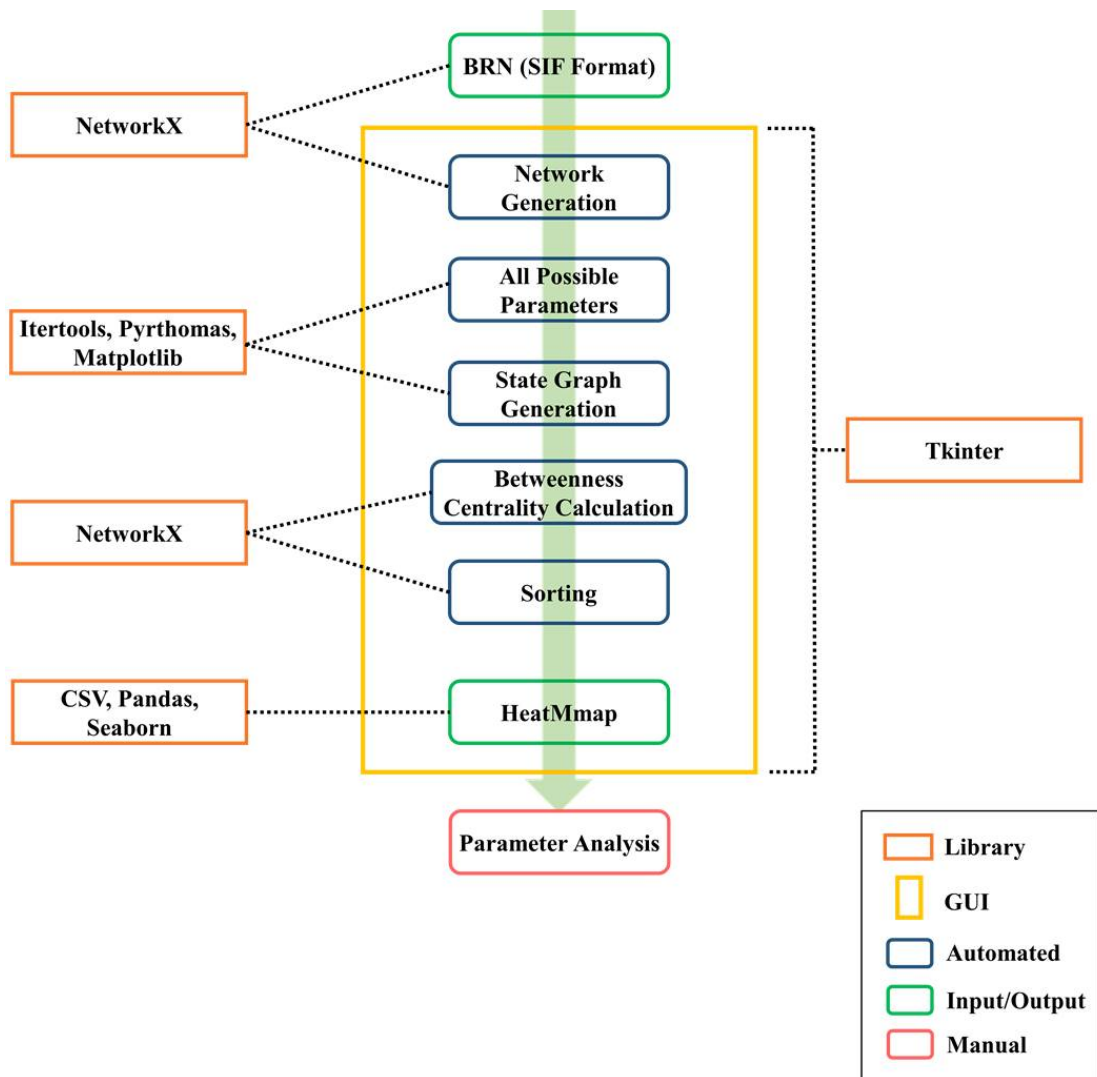 BRN (SIF Format)
NetworkX
Network
Generation
All Possible
Parameters
Itertools, Pyrthomas,
Matplotlib
State Graph
Generation
Tkinter
Betweenness
Centrality Calculation
NetworkX
Sorting
CSV, Pandas,
Seaborn
HeatMmap
Parameter Analysis
Library
GUI
Automated
Input/Output
Manual